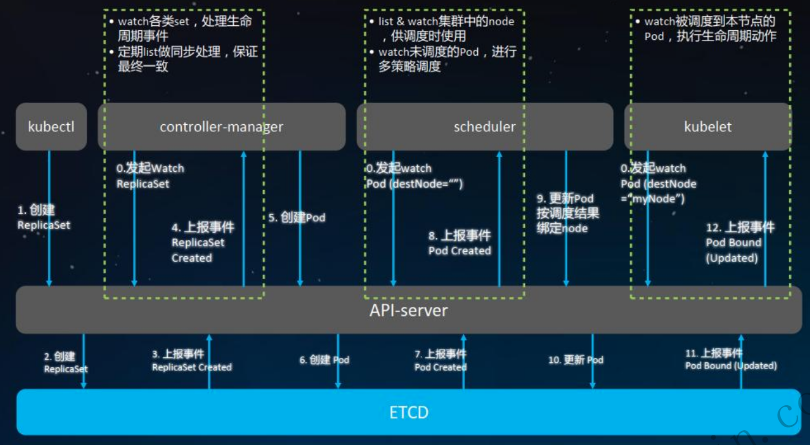 • watch各类set，处理生命
周期事件
• 定期list做同步处理，保证
最终一致
• list & watch集群中的node
，供调度时使用
• watch未调度的Pod，进行
多策略调度
• watch被调度到本节点的
Pod，执行生命周期动作
kubectl
controller-manager
scheduler
kubelet
0.发起Watch
ReplicaSet
0.发起watch
Pod (destNode="")
0.发起watch
Pod (destNode
="myNode")
1. 创建
ReplicaSet
4. 上报事件
ReplicaSet
Created
5. 创建Pod
8. 上报事件
Pod Created
9. 更新Pod
按调度结果
绑定node
12. 上报事件
Pod Bound
(Updated)
API-server
2. 创建
ReplicaSet
3. 上报事件
ReplicaSet Created
6. 创建 Pod
7. 上报事件
Pod Created
10. 更新 Pod
11. 上报事件
Pod Bound (Updated)
ETCD